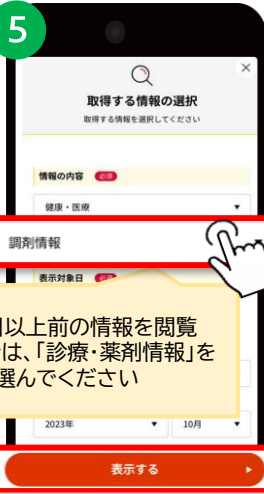 5
×
取得する情報の選択
取得する情報を選択してください
情報の内容 必須
健康・医療 ▼
調剤情報
表示対象日
以上前の情報を閲覧
は、「診療・薬剤情報」を
選んでください
2023年 ▼ 10月 ▼
表示する